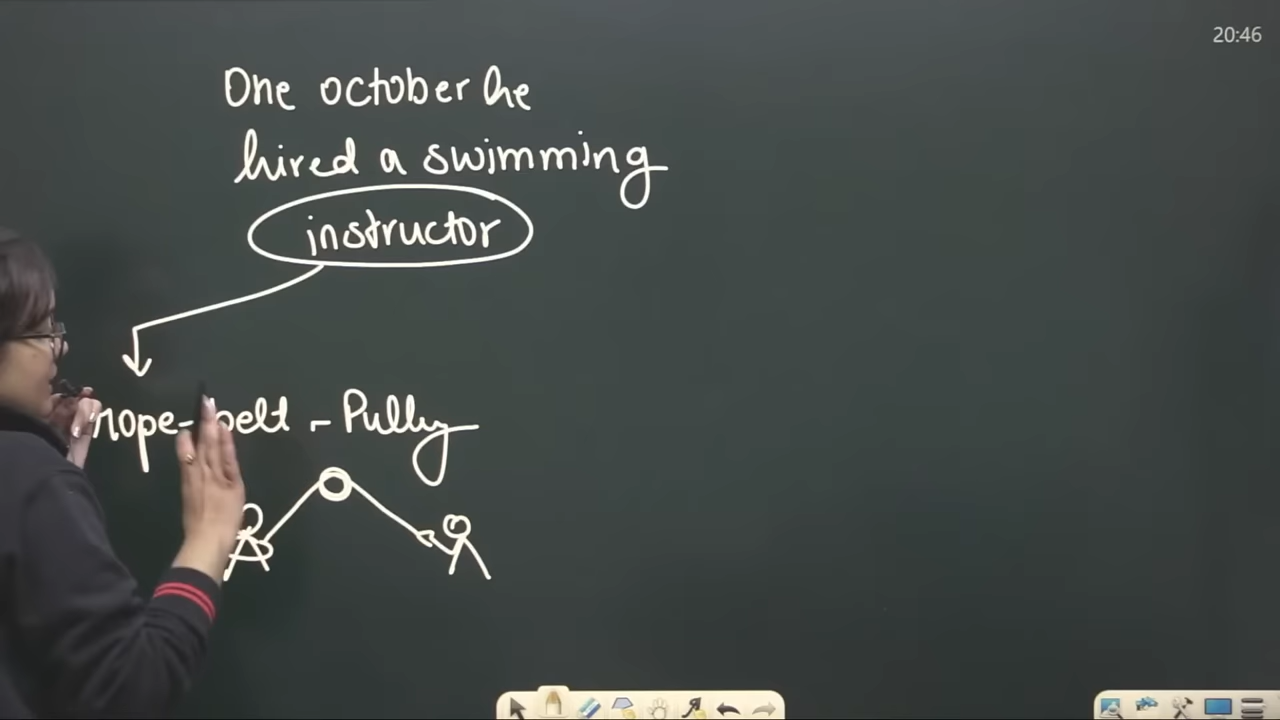 20:46
One october he
hired a swimming
instructor
rope-belt - Pully